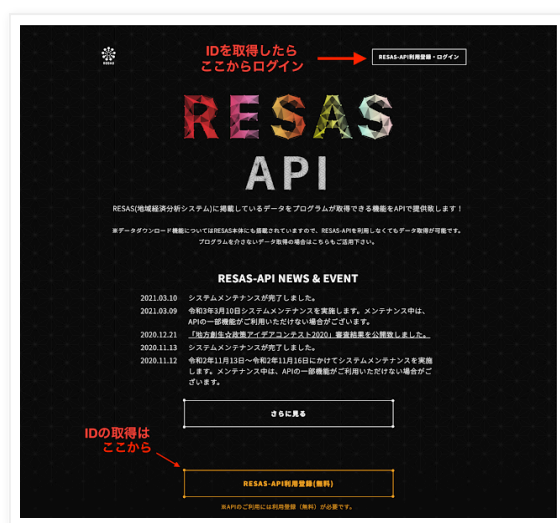 IDを取得したら
ここからログイン
RESAS-API利用登録・ログイン
RESAS
RESAS
API
RESAS(地域経済分析システム)に掲載しているデータをプログラムが取得できる機能をAPIで提供致します！
※データダウンロード機能についてはRESAS本体にも搭載されていますので、RESAS-APIを利用しなくてもデータ取得が可能です。
プログラムを介さないデータ取得の場合はこちらもご活用下さい。
RESAS-API NEWS & EVENT
2021.03.10 システムメンテナンスが完了しました。
2021.03.09 令和3年3月10日システムメンテナンスを実施します。メンテナンス中は、
APIの一部機能がご利用いただけない場合がございます。
2020.12.21 「地方創生☆政策アイデアコンテスト2020」審査結果を公開致しました。
2020.11.13 システムメンテナンスが完了しました。
2020.11.12 令和2年11月13日～令和2年11月16日にかけてシステムメンテナンスを実施
します。メンテナンス中は、APIの一部機能がご利用いただけない場合がご
ざいます。
さらに見る
IDの取得は
ここから
RESAS-API利用登録(無料)
※APIのご利用には利用登録（無料）が必要です。